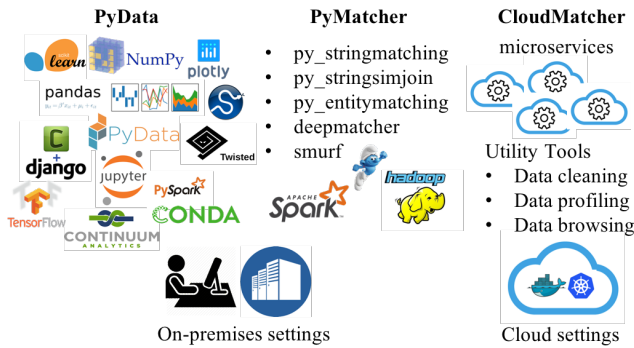 PyData
learn
NumPy
plotly
pandas
PyData
C
+
django
Twisted
jupyter
PySpark
TensorFlow
CONDA
CONTINUUM
ANALYTICS
PyMatcher
• py_stringmatching
• py_stringsimjoin
• py_entitymatching
• deepmatcher
• smurf
APACHE
Spark
hadoop
On-premises settings
CloudMatcher
microservices
Utility Tools
• Data cleaning
• Data profiling
• Data browsing
Cloud settings